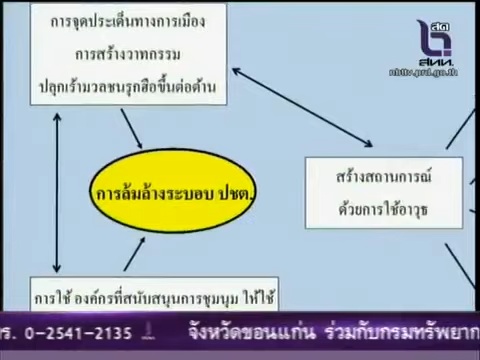 การจุดประเด็นทางการเมือง
การสร้างวาทกรรม
ปลุกเร้ามวลชนรุกฮือขึ้นต่อต้าน
สด
สทท.
nbttv.prd.go.th
การล้มล้างระบอบ ปชต.
สร้างสถานการณ์
ด้วยการใช้อาวุธ
การใช้ องค์กรที่สนับสนุนการชุมนุม ให้ใช้
ร. 0-2541-2135 จังหวัดขอนแก่น ร่วมกับกรมทรัพยาก